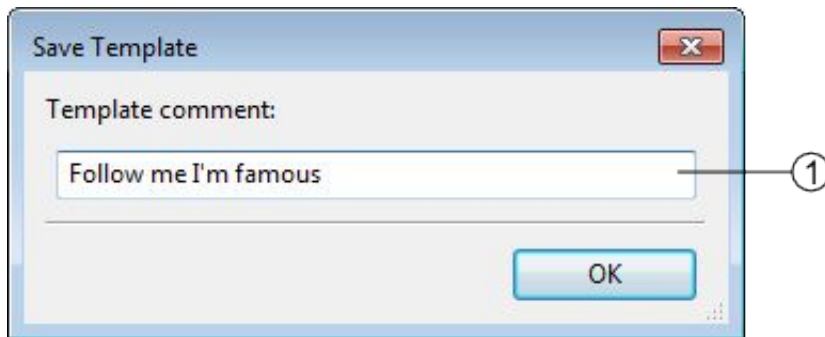 Save Template
Template comment:
Follow me I'm famous
1
OK